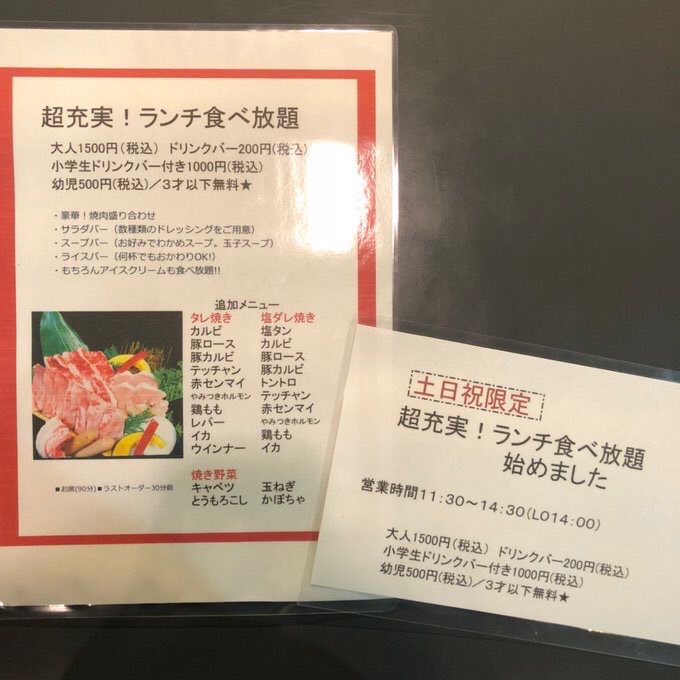 超充実！ランチ食べ放題
大人1500円(税込) ドリンクバー200円(税込)
小学生ドリンクバー付き1000円(税込)
幼児500円(税込)／3才以下無料★
・豪華！焼肉盛り合わせ
・サラダバー（数種類のドレッシングをご用意）
・スープバー（お好みでわかめスープ。玉子スープ）
・ライスバー（何杯でもおかわりOK!）
・もちろんアイスクリームも食べ放題!!
追加メニュー
タレ焼き
カルビ
豚ロース
豚カルビ
テッチャン
赤センマイ
やみつきホルモン
鶏もも
レバー
イカ
ウインナー
塩ダレ焼き
塩タン
カルビ
豚ロース
豚カルビ
トントロ
テッチャン
赤センマイ
やみつきホルモン
鶏もも
イカ
焼き野菜
キャベツ 玉ねぎ
とうもろこし かぼちゃ
■お席(90分)■ラストオーダー30分前
土日祝限定
超充実！ランチ食べ放題
始めました
営業時間11:30～14:30(LO14:00)
大人1500円(税込) ドリンクバー200円(税込)
小学生ドリンクバー付き1000円(税込)
幼児500円(税込)／3才以下無料★